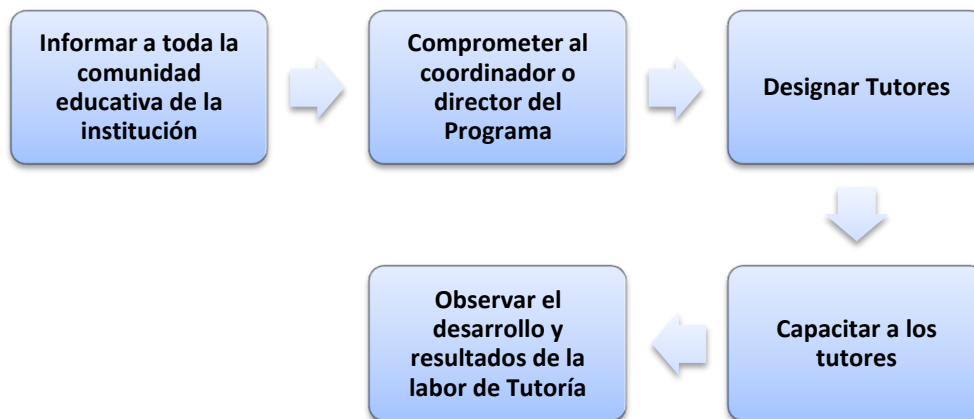 Informar a toda la
comunidad
educativa de la
institución
Comprometer al
coordinador o
director del
Programa
Designar Tutores
Capacitar a los
tutores
Observar el
desarrollo y
resultados de la
labor de Tutoría